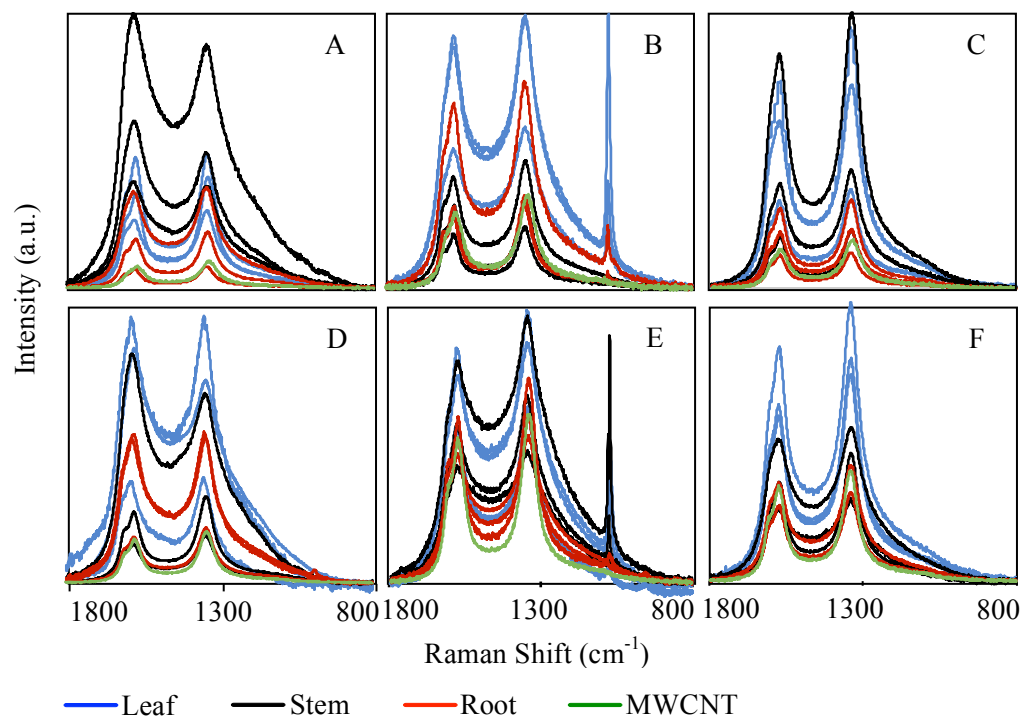 A B C
Intensity (a.u.)
D E F
1800 1300 800 1800 1300 800 1800 1300 800
Raman Shift (cm⁻¹)
Leaf Stem Root MWCNT